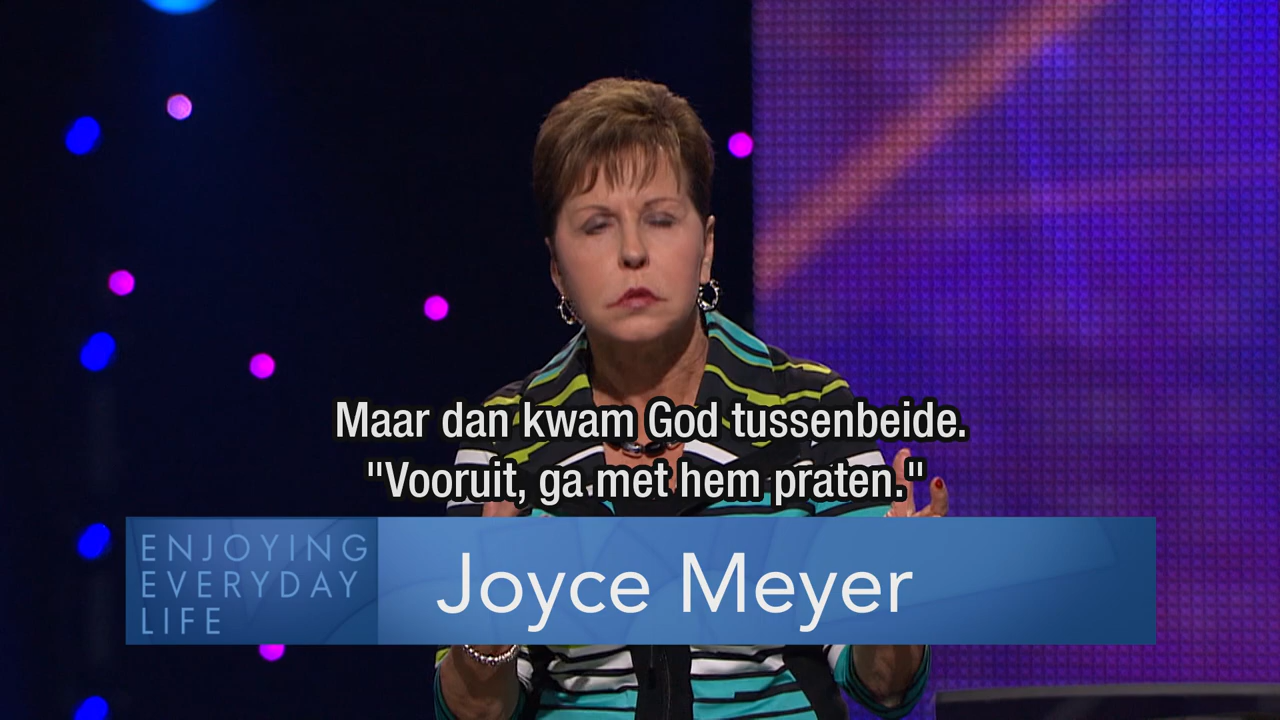 Maar dan kwam God tussenbeide.
"Vooruit, ga met hem praten."
ENJOYING
EVERYDAY
LIFE
Joyce Meyer